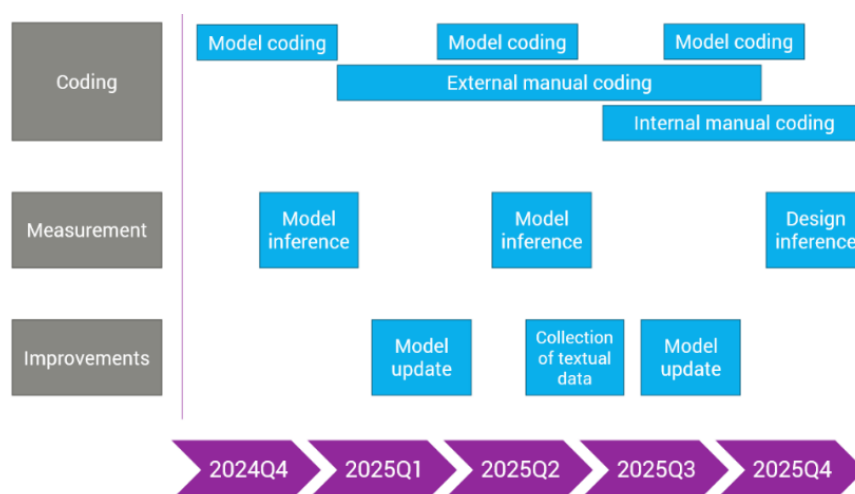 Coding
Model coding
Model coding
Model coding
External manual coding
Internal manual coding
Measurement
Model
inference
Model
inference
Design
inference
Improvements
Model
update
Collection
of textual
data
Model
update
2024Q4
2025Q1
2025Q2
2025Q3
2025Q4